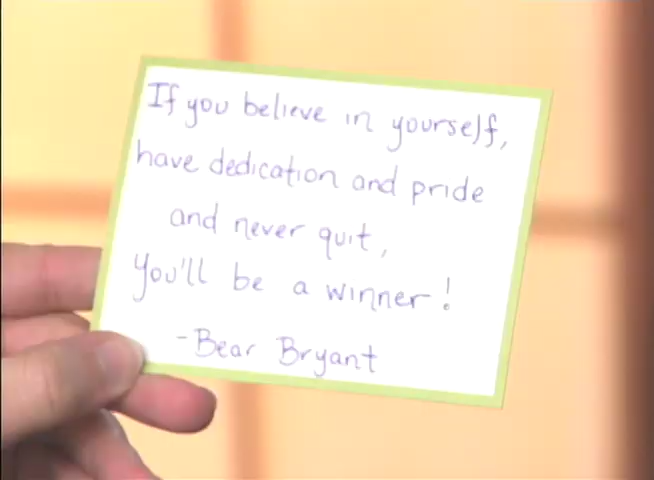 If you believe in yourself,
have dedication and pride
and never quit,
You'll be a winner!
-Bear Bryant